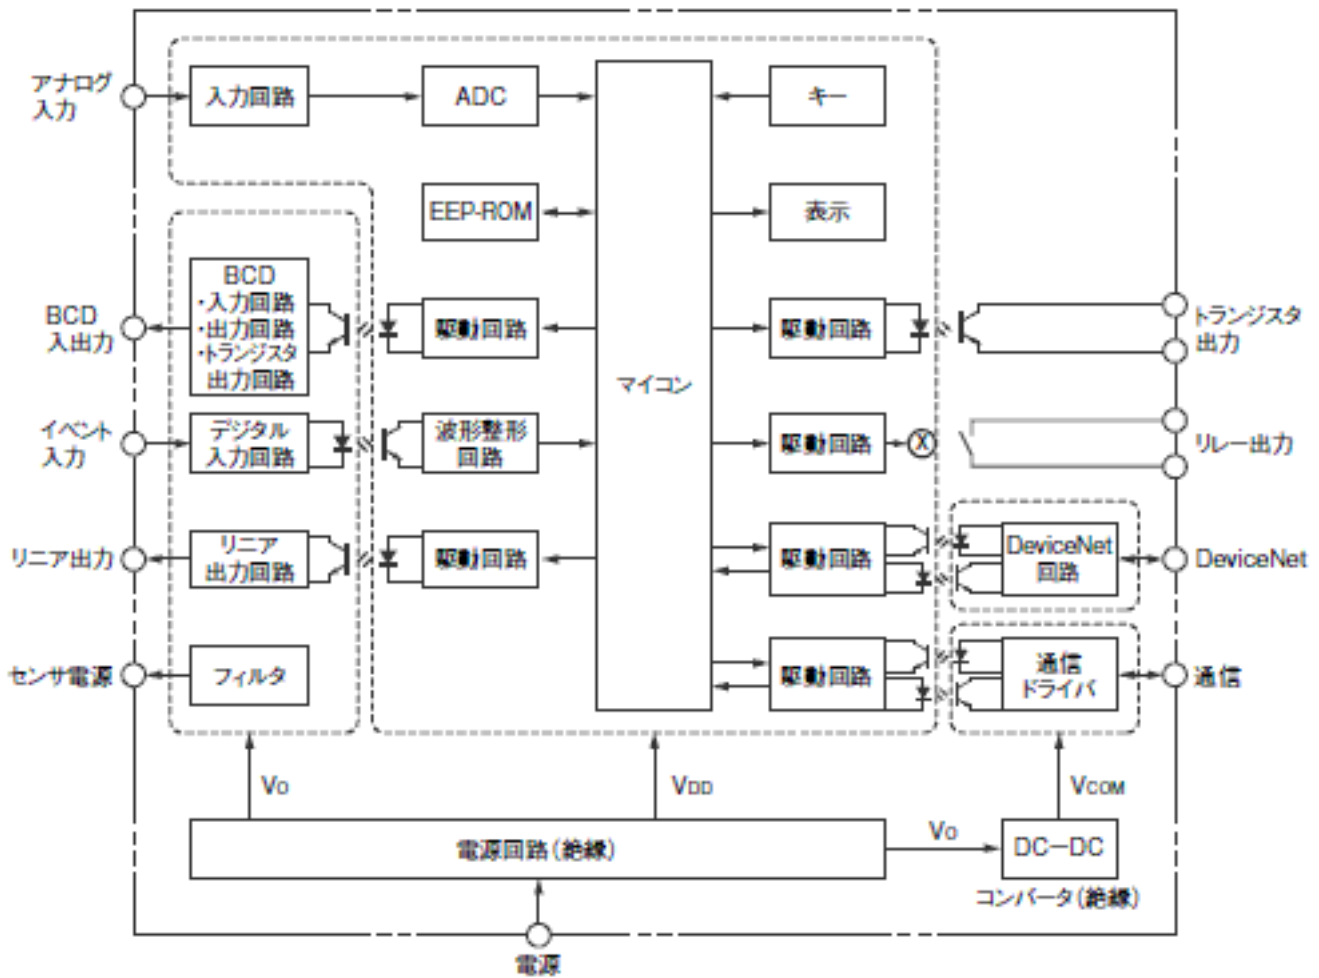 アナログ
入力
入力回路
ADC
キー
EEP-ROM
表示
BCD
入出力
BCD
・入力回路
・出力回路
・トランジスタ
出力回路
駆動回路
マイコン
駆動回路
トランジスタ
出力
イベント
入力
デジタル
入力回路
波形整形
回路
駆動回路
X
リレー出力
リニア出力
リニア
出力回路
駆動回路
駆動回路
DeviceNet
回路
DeviceNet
センサ電源
フィルタ
駆動回路
通信
ドライバ
通信
VO
VDD
VCOM
電源回路(絶縁)
VO
DC－DC
コンバータ(絶縁)
電源